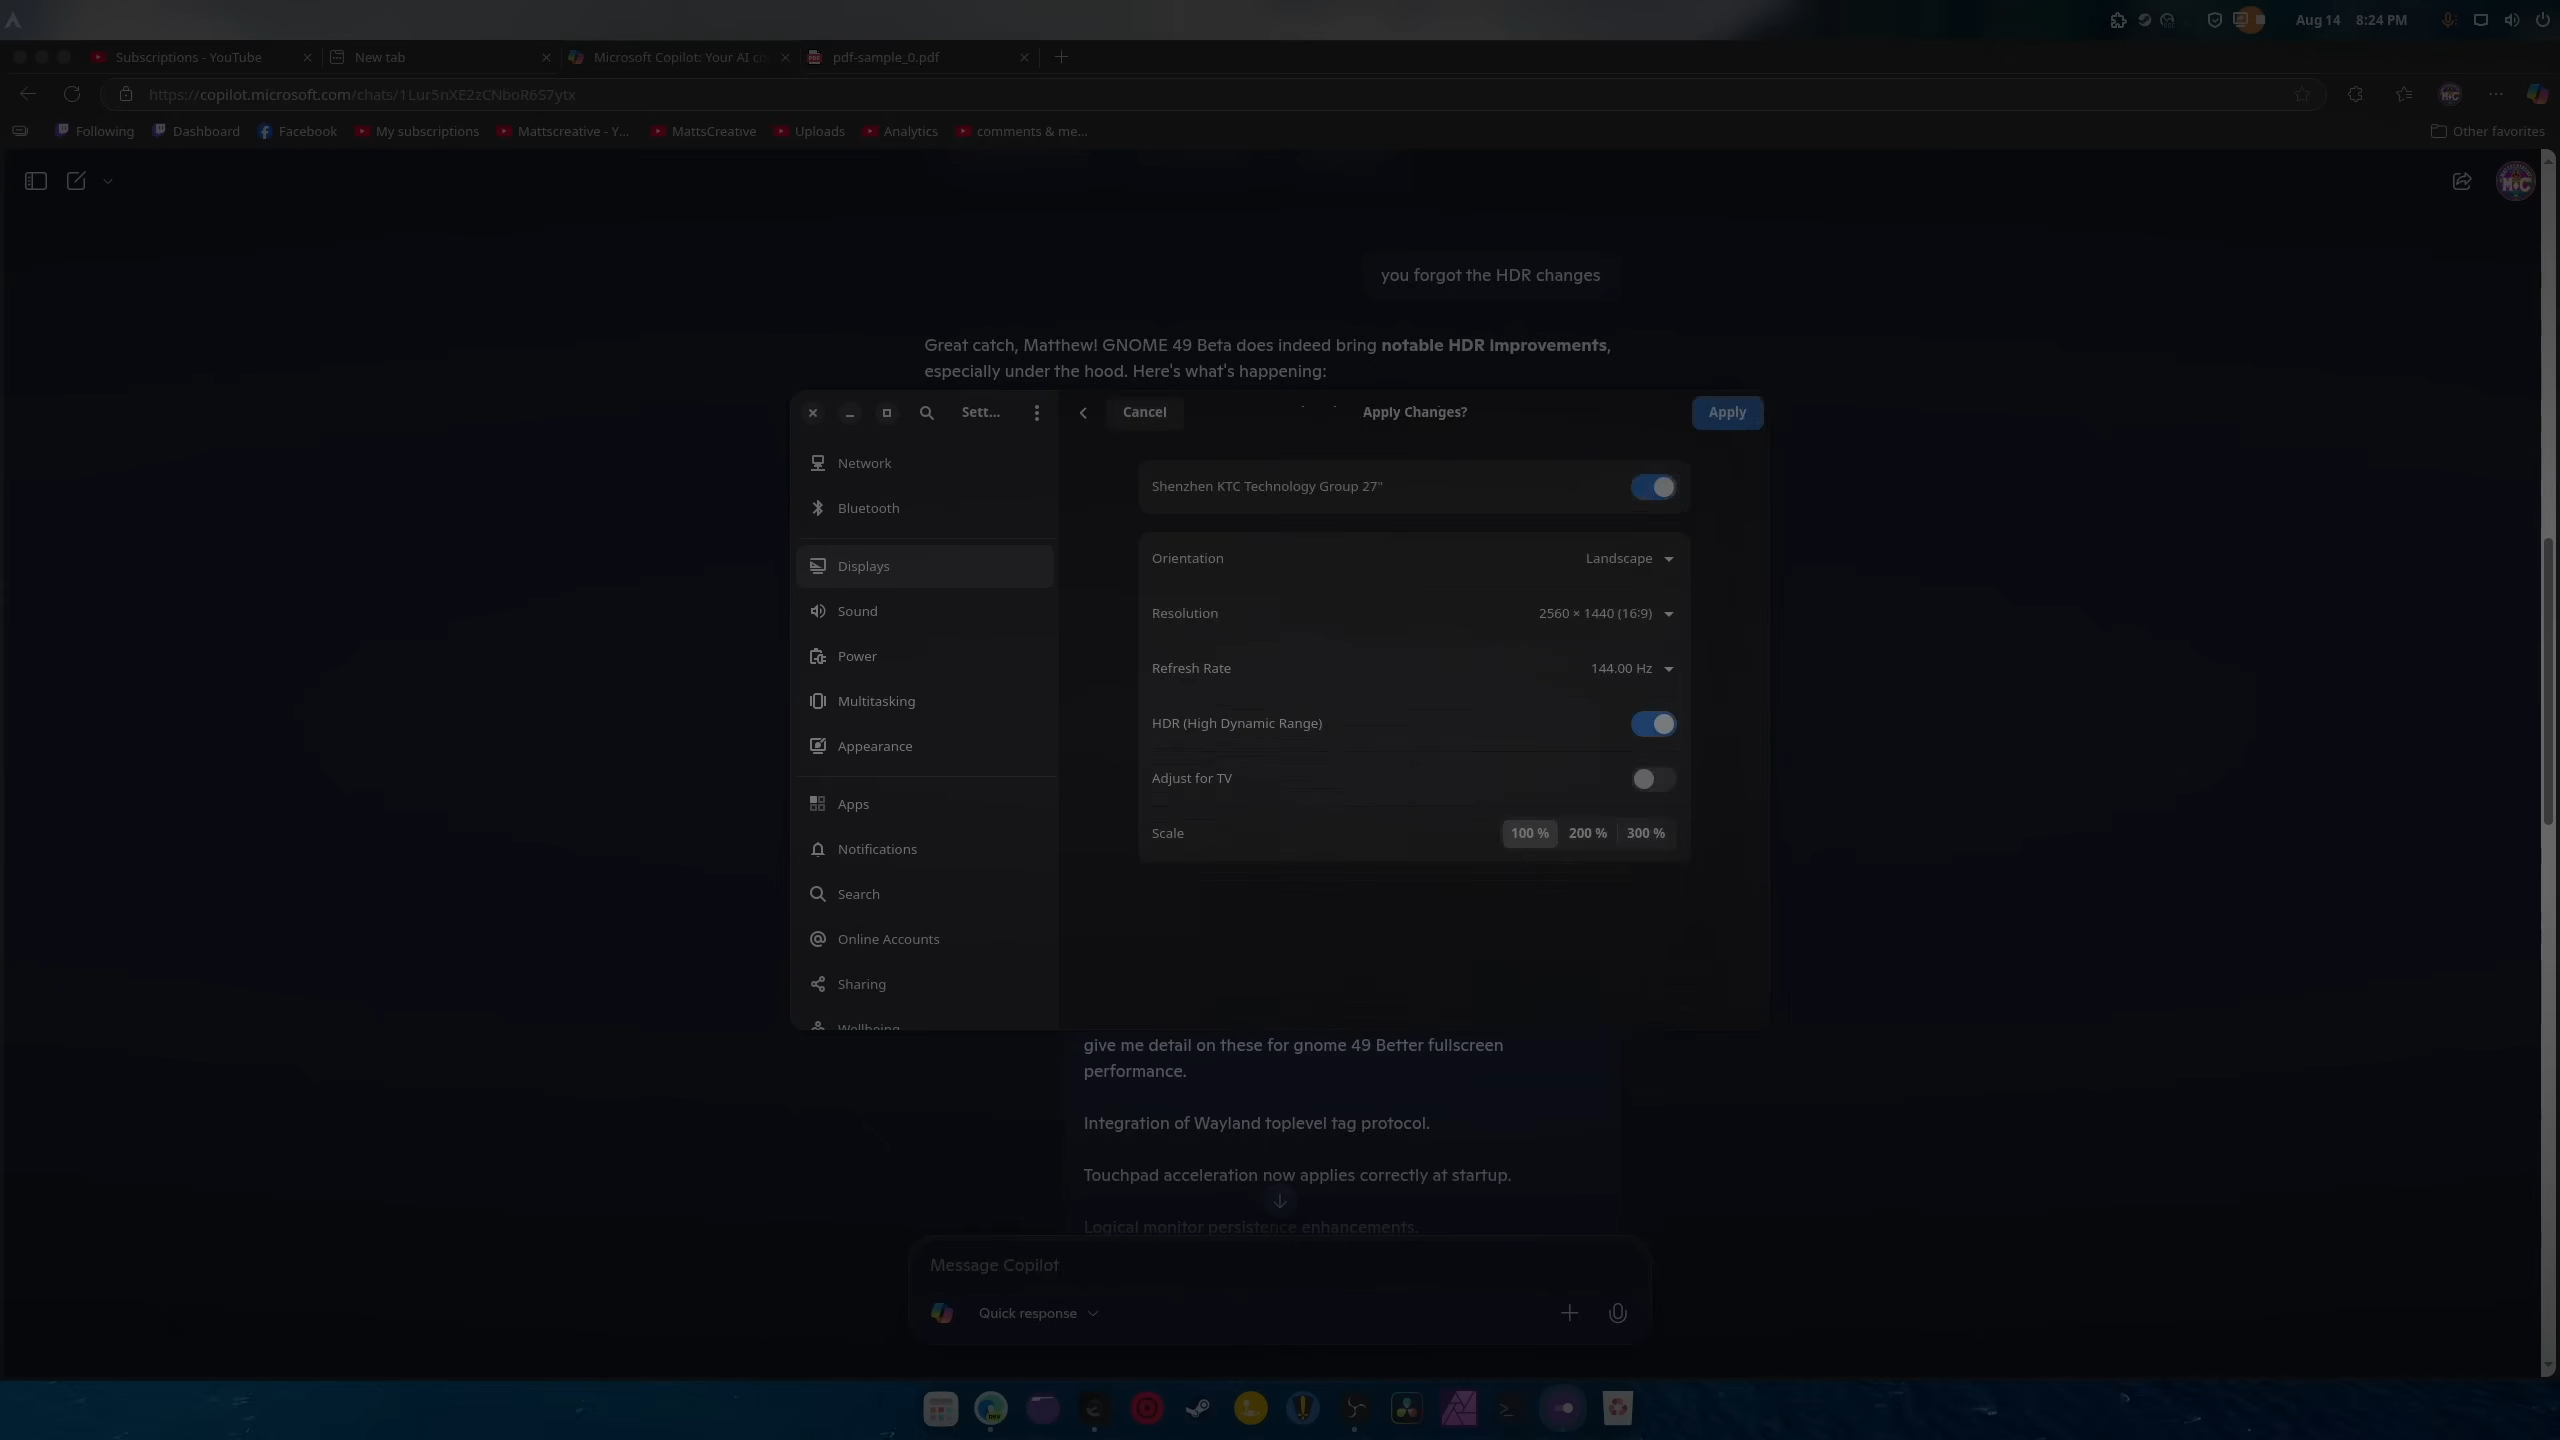 Aug 14 8:24 PM
Subscriptions - YouTube
New tab
Microsoft Copilot: Your AI co
pdf-sample_0.pdf
https://copilot.microsoft.com/chats/1Lur5nXE2zCNboR6S7ytx
Following
Dashboard
Facebook
My subscriptions
Mattscreative - Y...
MattsCreative
Uploads
Analytics
comments & me...
Other favorites
you forgot the HDR changes
Great catch, Matthew! GNOME 49 Beta does indeed bring notable HDR improvements,
especially under the hood. Here's what's happening:
Sett...
Cancel
Apply Changes?
Apply
Network
Bluetooth
Displays
Sound
Power
Multitasking
Appearance
Apps
Notifications
Search
Online Accounts
Sharing
Wellbeing
Shenzhen KTC Technology Group 27"
Orientation Landscape
Resolution 2560 × 1440 (16:9)
Refresh Rate 144.00 Hz
HDR (High Dynamic Range)
Adjust for TV
Scale 100 % 200 % 300 %
give me detail on these for gnome 49 Better fullscreen
performance.
Integration of Wayland toplevel tag protocol.
Touchpad acceleration now applies correctly at startup.
Logical monitor persistence enhancements.
Message Copilot
Quick response